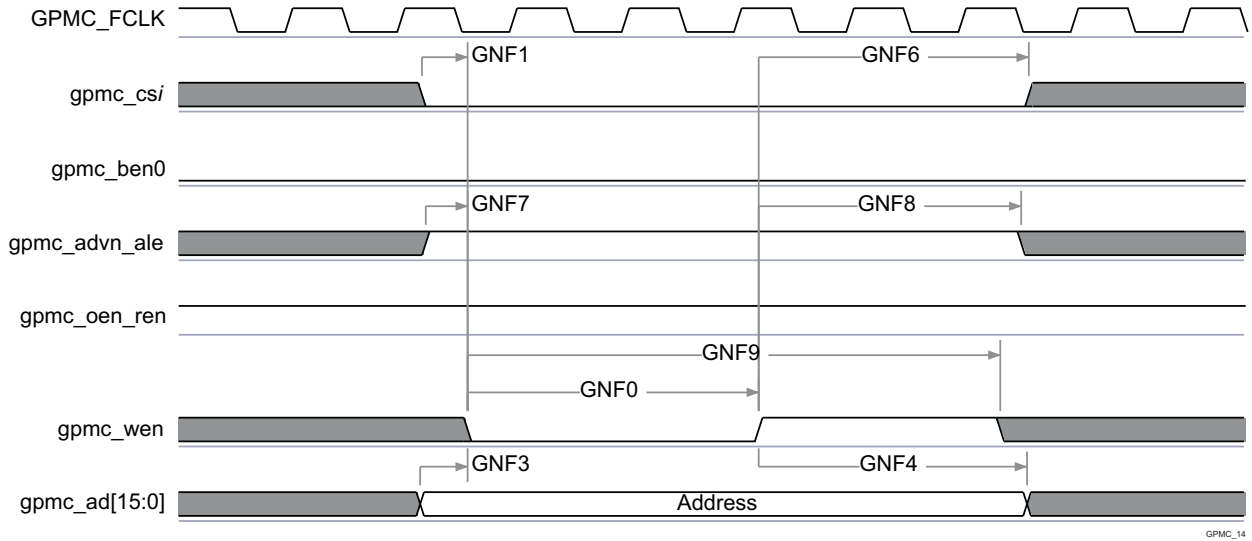 GPMC_FCLK
GNF1
GNF6
gpmc_csi
gpmc_ben0
GNF7
GNF8
gpmc_advn_ale
gpmc_oen_ren
GNF9
GNF0
gpmc_wen
GNF3
GNF4
gpmc_ad[15:0]
Address
GPMC_14